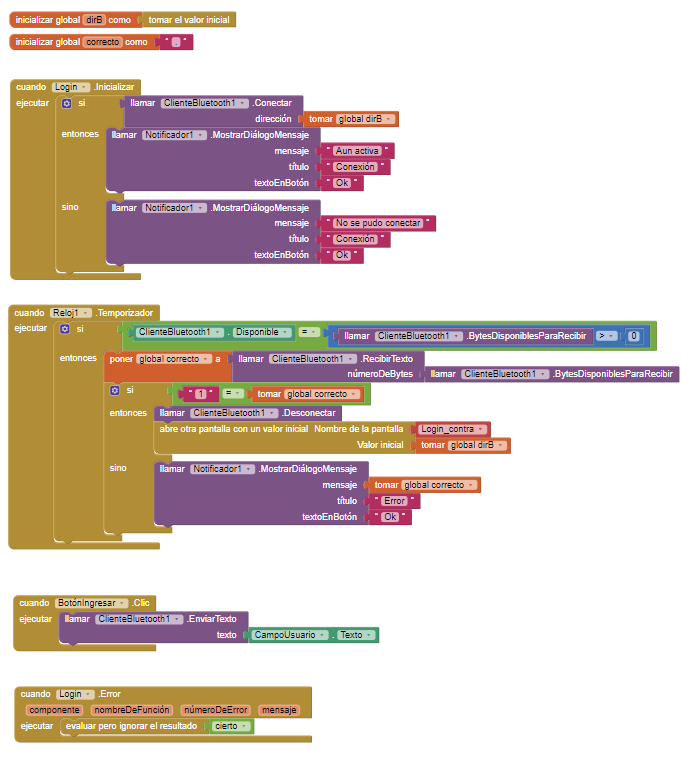 inicializar global dirB como tomar el valor inicial
inicializar global correcto como " . "
cuando Login .Inicializar
ejecutar si llamar ClienteBluetooth1 .Conectar
dirección tomar global dirB
entonces llamar Notificador1 .MostrarDiálogoMensaje
mensaje " Aun activa "
título " Conexión "
textoEnBotón " Ok "
sino llamar Notificador1 .MostrarDiálogoMensaje
mensaje " No se pudo conectar "
título " Conexión "
textoEnBotón " Ok "
cuando Reloj1 .Temporizador
ejecutar si ClienteBluetooth1 . Disponible = llamar ClienteBluetooth1 .BytesDisponiblesParaRecibir > 0
entonces poner global correcto a llamar ClienteBluetooth1 .RecibirTexto
númeroDeBytes llamar ClienteBluetooth1 .BytesDisponiblesParaRecibir
si " 1 " = tomar global correcto
entonces llamar ClienteBluetooth1 .Desconectar
abre otra pantalla con un valor inicial Nombre de la pantalla Login_contra
Valor inicial tomar global dirB
sino llamar Notificador1 .MostrarDiálogoMensaje
mensaje tomar global correcto
título " Error "
textoEnBotón " Ok "
cuando BotónIngresar .Clic
ejecutar llamar ClienteBluetooth1 .EnviarTexto
texto CampoUsuario . Texto
cuando Login .Error
componente nombreDeFunción númeroDeError mensaje
ejecutar evaluar pero ignorar el resultado cierto